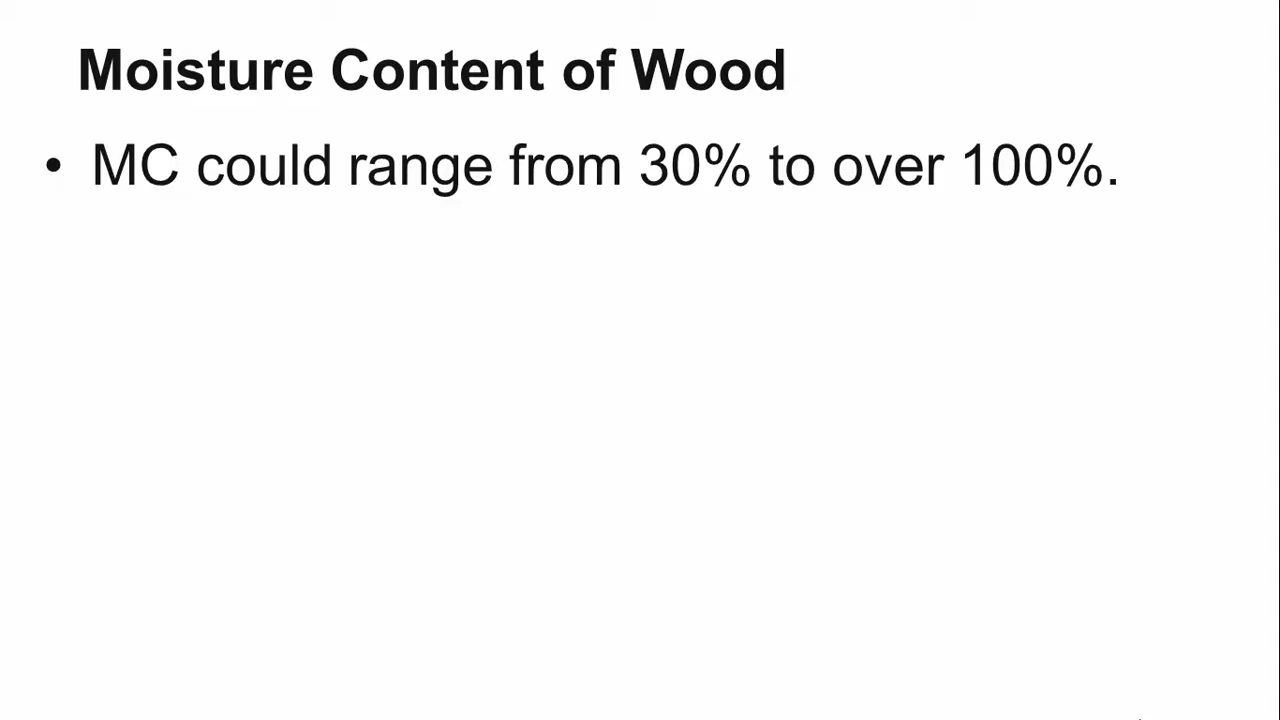 Moisture Content of Wood
• MC could range from 30% to over 100%.